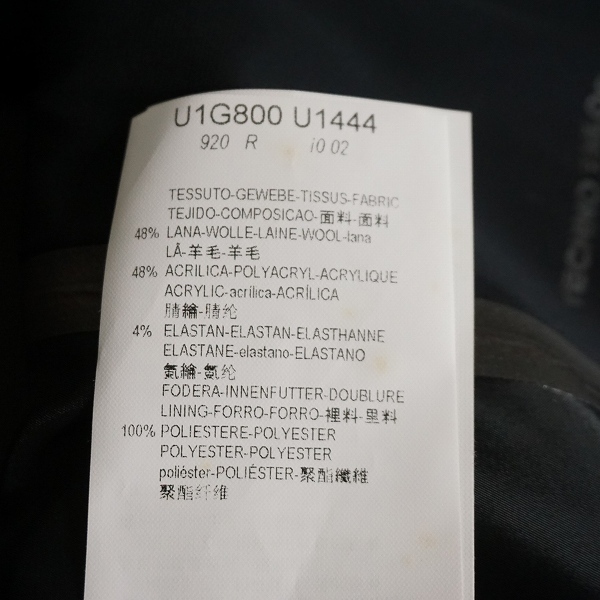 U1G800 U1444
920 R i0 02
TESSUTO-GEWEBE-TISSUS-FABRIC
TEJIDO-COMPOSICAO-面料-面料
48% LANA-WOLLE-LAINE-WOOL-lana
LÂ-羊毛-羊毛
48% ACRILICA-POLYACRYL-ACRYLIQUE
ACRYLIC-acrílica-ACRÍLICA
腈綸-腈纶
4% ELASTAN-ELASTAN-ELASTHANNE
ELASTANE-elastano-ELASTANO
氨綸-氨纶
FODERA-INNENFUTTER-DOUBLURE
LINING-FORRO-FORRO-裡料-里料
100% POLIESTERE-POLYESTER
POLYESTER-POLYESTER
poliéster-POLIÉSTER-聚酯纖維
聚酯纤维